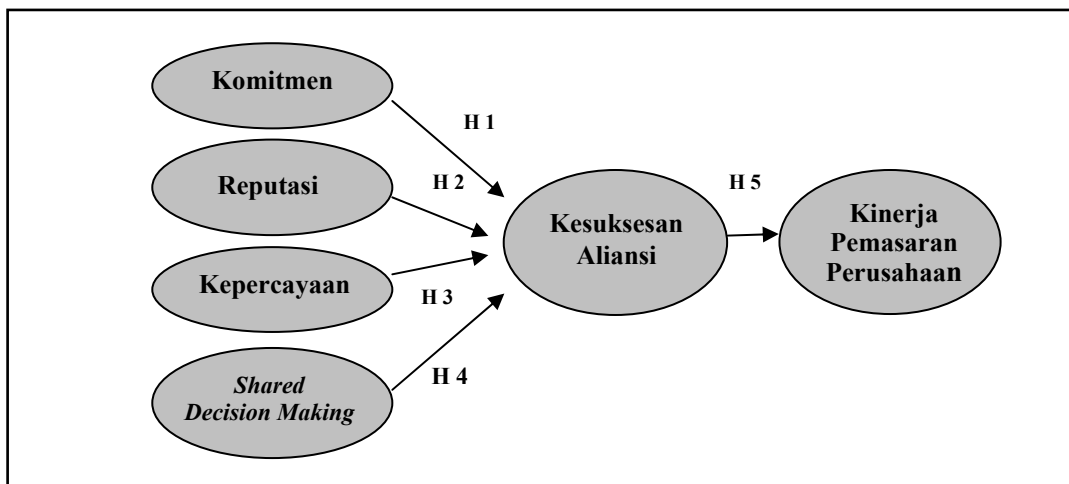 Komitmen
H 1
Reputasi
H 2
Kepercayaan
H 3
Shared
Decision Making
H 4
Kesuksesan
Aliansi
H 5
Kinerja
Pemasaran
Perusahaan